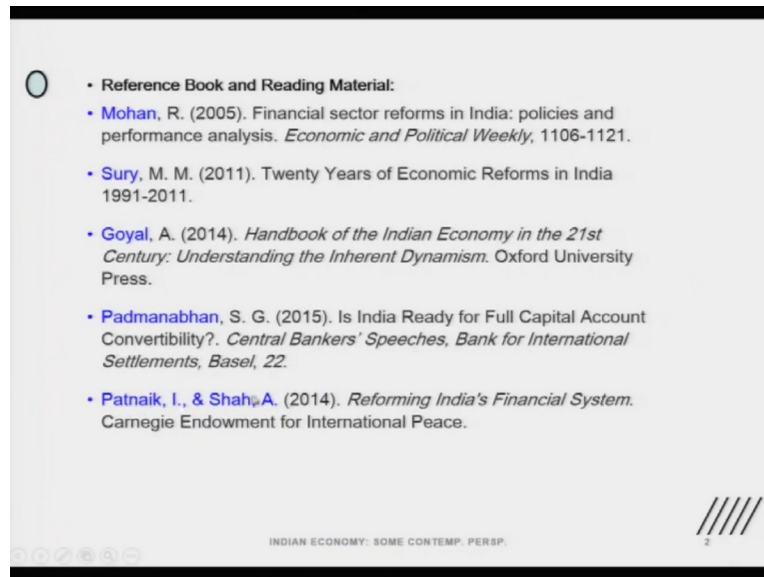 • Reference Book and Reading Material:
• Mohan, R. (2005). Financial sector reforms in India: policies and
performance analysis. Economic and Political Weekly, 1106-1121.
• Sury, M. M. (2011). Twenty Years of Economic Reforms in India
1991-2011.
• Goyal, A. (2014). Handbook of the Indian Economy in the 21st
Century: Understanding the Inherent Dynamism. Oxford University
Press.
• Padmanabhan, S. G. (2015). Is India Ready for Full Capital Account
Convertibility?. Central Bankers' Speeches, Bank for International
Settlements, Basel, 22.
• Patnaik, I., & Shah, A. (2014). Reforming India's Financial System.
Carnegie Endowment for International Peace.
INDIAN ECONOMY: SOME CONTEMP. PERSP.
2